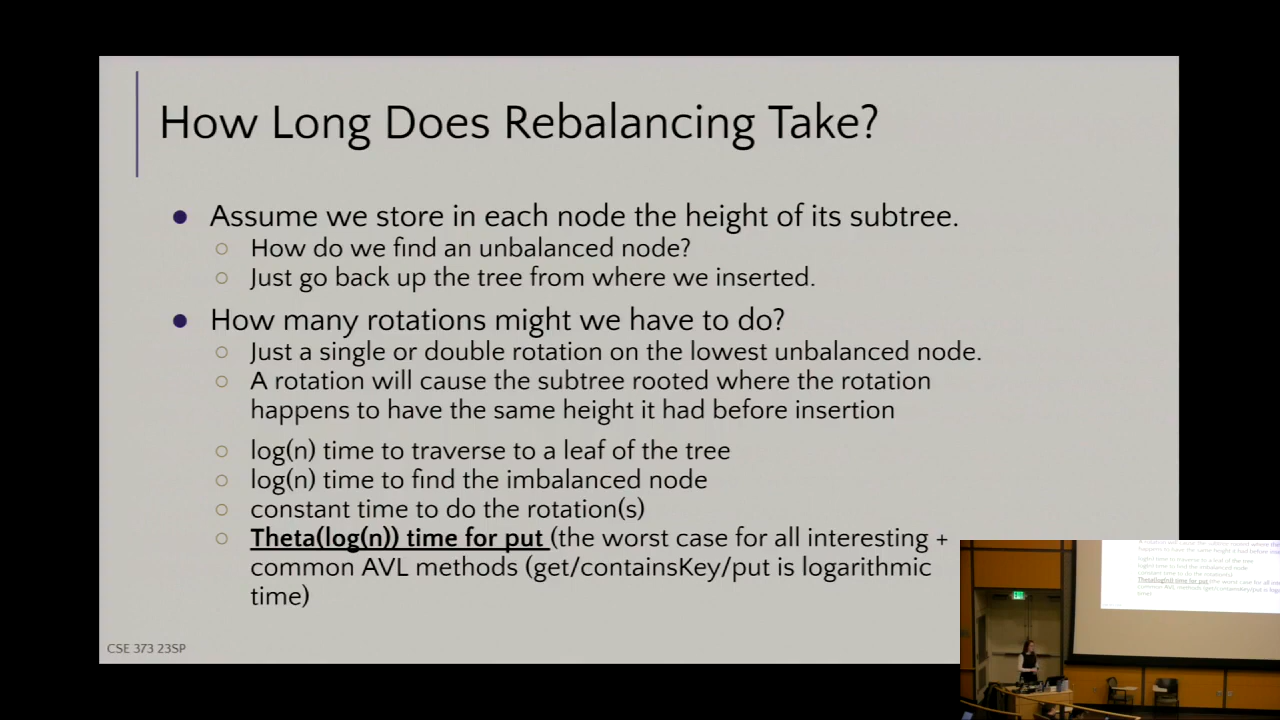 How Long Does Rebalancing Take?
● Assume we store in each node the height of its subtree.
○ How do we find an unbalanced node?
○ Just go back up the tree from where we inserted.
● How many rotations might we have to do?
○ Just a single or double rotation on the lowest unbalanced node.
○ A rotation will cause the subtree rooted where the rotation
happens to have the same height it had before insertion
○ log(n) time to traverse to a leaf of the tree
○ log(n) time to find the imbalanced node
○ constant time to do the rotation(s)
○ Theta(log(n)) time for put (the worst case for all interesting +
common AVL methods (get/containsKey/put is logarithmic
time)
CSE 373 23SP